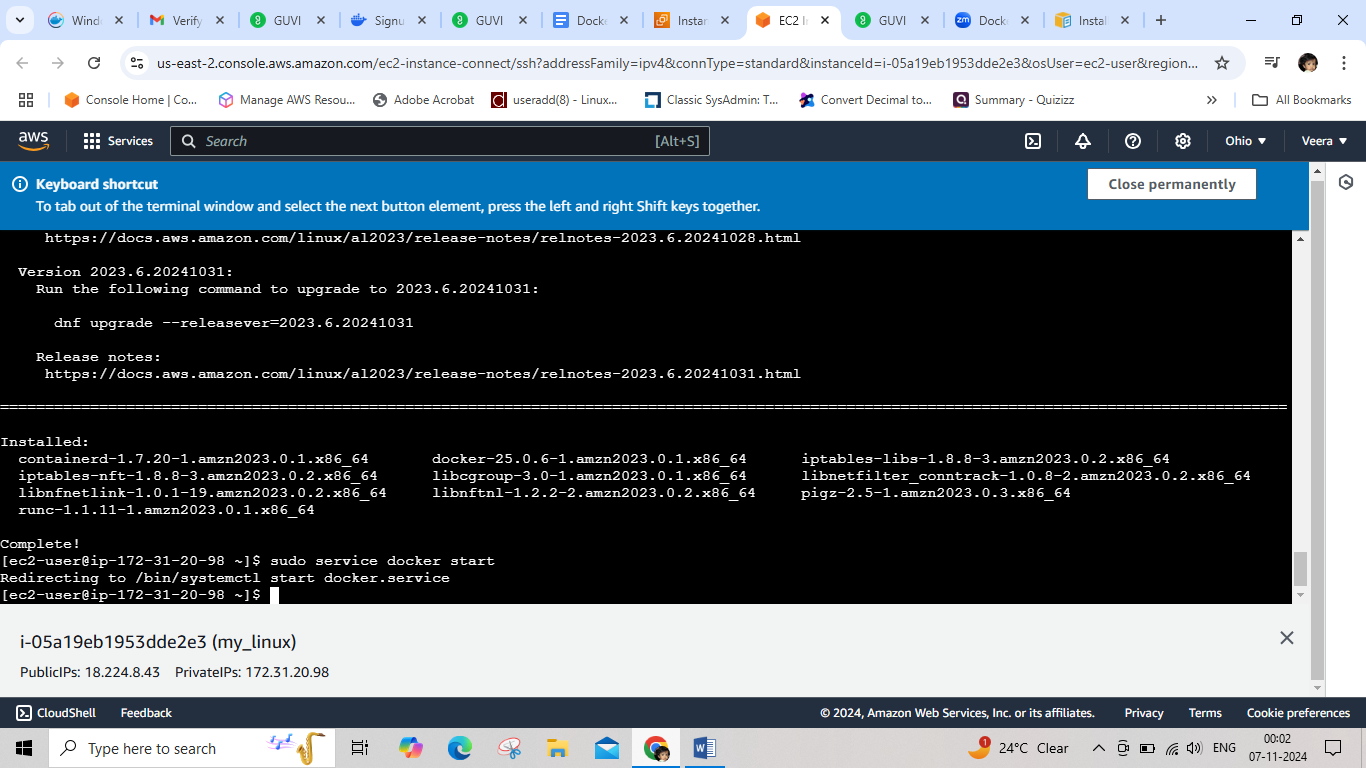 Windo
Verify
GUVI
Signu
GUVI
Docke
Instan
EC2 In
GUVI
Docke
Instal
us-east-2.console.aws.amazon.com/ec2-instance-connect/ssh?addressFamily=ipv4&connType=standard&instanceId=i-05a19eb1953dde2e3&osUser=ec2-user&region...
Console Home | Co...
Manage AWS Resou...
Adobe Acrobat
useradd(8) - Linux...
Classic SysAdmin: T...
Convert Decimal to...
Summary - Quizizz
All Bookmarks
aws
Services
Search
[Alt+S]
Ohio
Veera
Keyboard shortcut
To tab out of the terminal window and select the next button element, press the left and right Shift keys together.
Close permanently
https://docs.aws.amazon.com/linux/al2023/release-notes/relnotes-2023.6.20241028.html
Version 2023.6.20241031:
Run the following command to upgrade to 2023.6.20241031:
dnf upgrade --releasever=2023.6.20241031
Release notes:
https://docs.aws.amazon.com/linux/al2023/release-notes/relnotes-2023.6.20241031.html
Installed:
containerd-1.7.20-1.amzn2023.0.1.x86_64 docker-25.0.6-1.amzn2023.0.1.x86_64 iptables-libs-1.8.8-3.amzn2023.0.2.x86_64
iptables-nft-1.8.8-3.amzn2023.0.2.x86_64 libcgroup-3.0-1.amzn2023.0.1.x86_64 libnetfilter_conntrack-1.0.8-2.amzn2023.0.2.x86_64
libnfnetlink-1.0.1-19.amzn2023.0.2.x86_64 libnftnl-1.2.2-2.amzn2023.0.2.x86_64 pigz-2.5-1.amzn2023.0.3.x86_64
runc-1.1.11-1.amzn2023.0.1.x86_64
Complete!
[ec2-user@ip-172-31-20-98 ~]$ sudo service docker start
Redirecting to /bin/systemctl start docker.service
[ec2-user@ip-172-31-20-98 ~]$
i-05a19eb1953dde2e3 (my_linux)
PublicIPs: 18.224.8.43 PrivateIPs: 172.31.20.98
CloudShell
Feedback
© 2024, Amazon Web Services, Inc. or its affiliates.
Privacy
Terms
Cookie preferences
Type here to search
1
24°C Clear
ENG
00:02
07-11-2024